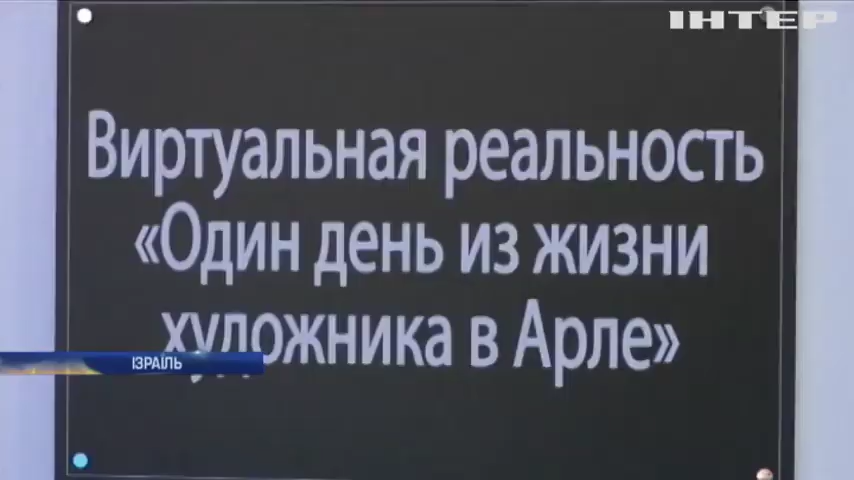 ІНТЕР
Виртуальная реальность
«Один день из жизни
художника в Арле»
ІЗРАЇЛЬ